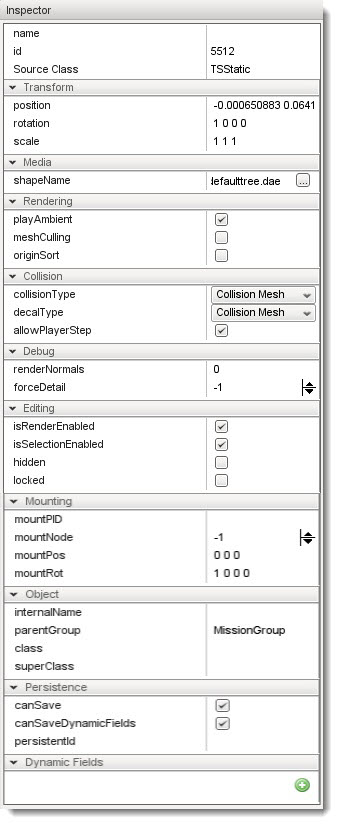 Inspector
name
id 5512
Source Class TSStatic
Transform
position -0.000650883 0.0641
rotation 1 0 0 0
scale 1 1 1
Media
shapeName lefaulttree.dae ...
Rendering
playAmbient
meshCulling
originSort
Collision
collisionType Collision Mesh
decalType Collision Mesh
allowPlayerStep
Debug
renderNormals 0
forceDetail -1
Editing
isRenderEnabled
isSelectionEnabled
hidden
locked
Mounting
mountPID
mountNode -1
mountPos 0 0 0
mountRot 1 0 0 0
Object
internalName
parentGroup MissionGroup
class
superClass
Persistence
canSave
canSaveDynamicFields
persistentId
Dynamic Fields